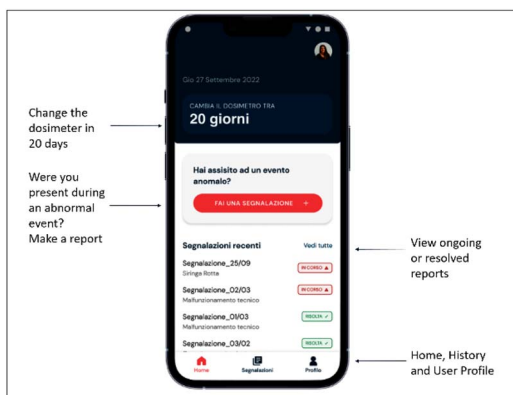 Gio 27 Settembre 2022
CAMBIA IL DOSIMETRO TRA
20 giorni
Change the
dosimeter in
20 days
Hai assisito ad un evento
anomalo?
FAI UNA SEGNALAZIONE +
Were you
present during
an abnormal
event?
Make a report
Segnalazioni recenti Vedi tutte
Segnalazione_25/09 IN CORSO
Siringe Rotta
Segnalazione_02/03 IN CORSO
Malfunzionamento tecnico
Segnalazione_01/03 RISOLTA ✓
Malfunzionamento tecnico
Segnalazione_03/02 RISOLTA ✓
View ongoing
or resolved
reports
Home Segnalazioni Profilo
Home, History
and User Profile